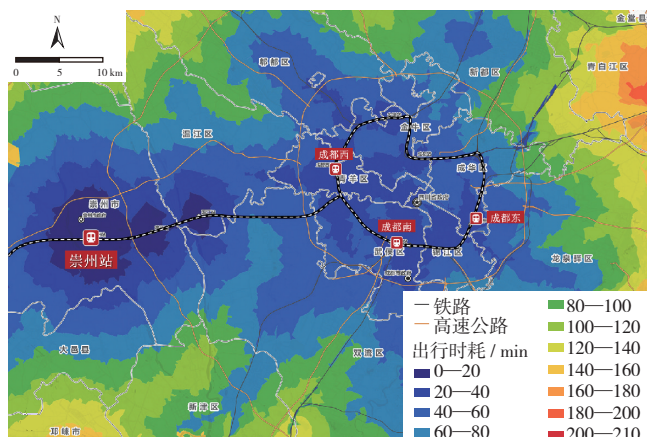 N
0 5 10 km
金堂县
郫都区
新都区
青白江区
温江区
金牛区
成都西
青羊区
成华区
崇州市
成都东
成都南
武侯区
锦江区
崇州站
龙泉驿区
大邑县
双流区
新津区
邛崃市
铁路
高速公路
出行时耗 / min
0—20
20—40
40—60
60—80
80—100
100—120
120—140
140—160
160—180
180—200
200—210